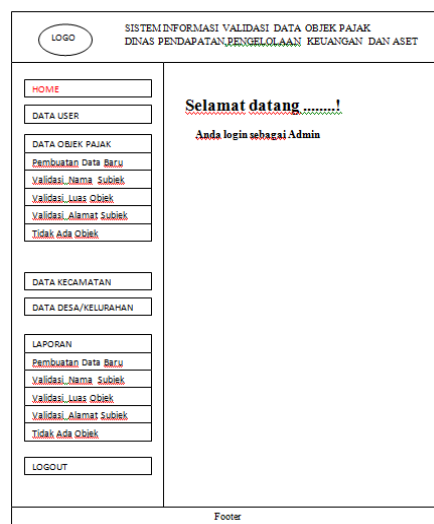 LOGO
SISTEM INFORMASI VALIDASI DATA OBJEK PAJAK
DINAS PENDAPATAN,PENGELOLAAN KEUANGAN DAN ASET
HOME
DATA USER
DATA OBJEK PAJAK
Pembuatan Data Baru
Validasi Nama Subjek
Validasi Luas Objek
Validasi Alamat Subjek
Tidak Ada Objek
DATA KECAMATAN
DATA DESA/KELURAHAN
LAPORAN
Pembuatan Data Baru
Validasi Nama Subjek
Validasi Luas Objek
Validasi Alamat Subjek
Tidak Ada Objek
LOGOUT
Selamat datang ........!
Anda login sebagai Admin
Footer